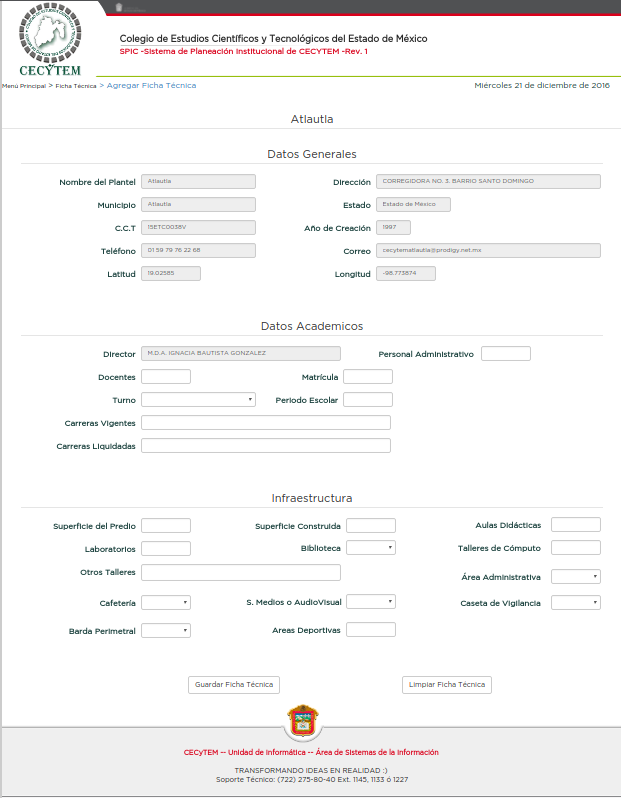 Colegio de Estudios Científicos y Tecnológicos del Estado de México
SPIC -Sistema de Planeación Institucional de CECYTEM -Rev. 1
CECYTEM
Menú Principal > Ficha Técnica > Agregar Ficha Técnica Miércoles 21 de diciembre de 2016
Atlautla
Datos Generales
Nombre del Plantel Atlautla Dirección CORREGIDORA NO. 3. BARRIO SANTO DOMINGO
Municipio Atlautla Estado Estado de México
C.C.T 15ETC0038V Año de Creación 1997
Teléfono 01 59 79 76 22 68 Correo cecytematlautla@prodigy.net.mx
Latitud 19.02585 Longitud -98.773874
Datos Academicos
Director M.D.A. IGNACIA BAUTISTA GONZALEZ Personal Administrativo
Docentes Matrícula
Turno Periodo Escolar
Carreras Vigentes
Carreras Liquidadas
Infraestructura
Superficie del Predio Superficie Construida Aulas Didácticas
Laboratorios Biblioteca Talleres de Cómputo
Otros Talleres Área Administrativa
Cafetería S. Medios o AudioVisual Caseta de Vigilancia
Barda Perimetral Areas Deportivas
Guardar Ficha Técnica Limpiar Ficha Técnica
CECyTEM -- Unidad de Informática -- Área de Sistemas de la Información
TRANSFORMANDO IDEAS EN REALIDAD :)
Soporte Técnico: (722) 275-80-40 Ext. 1145, 1133 ó 1227